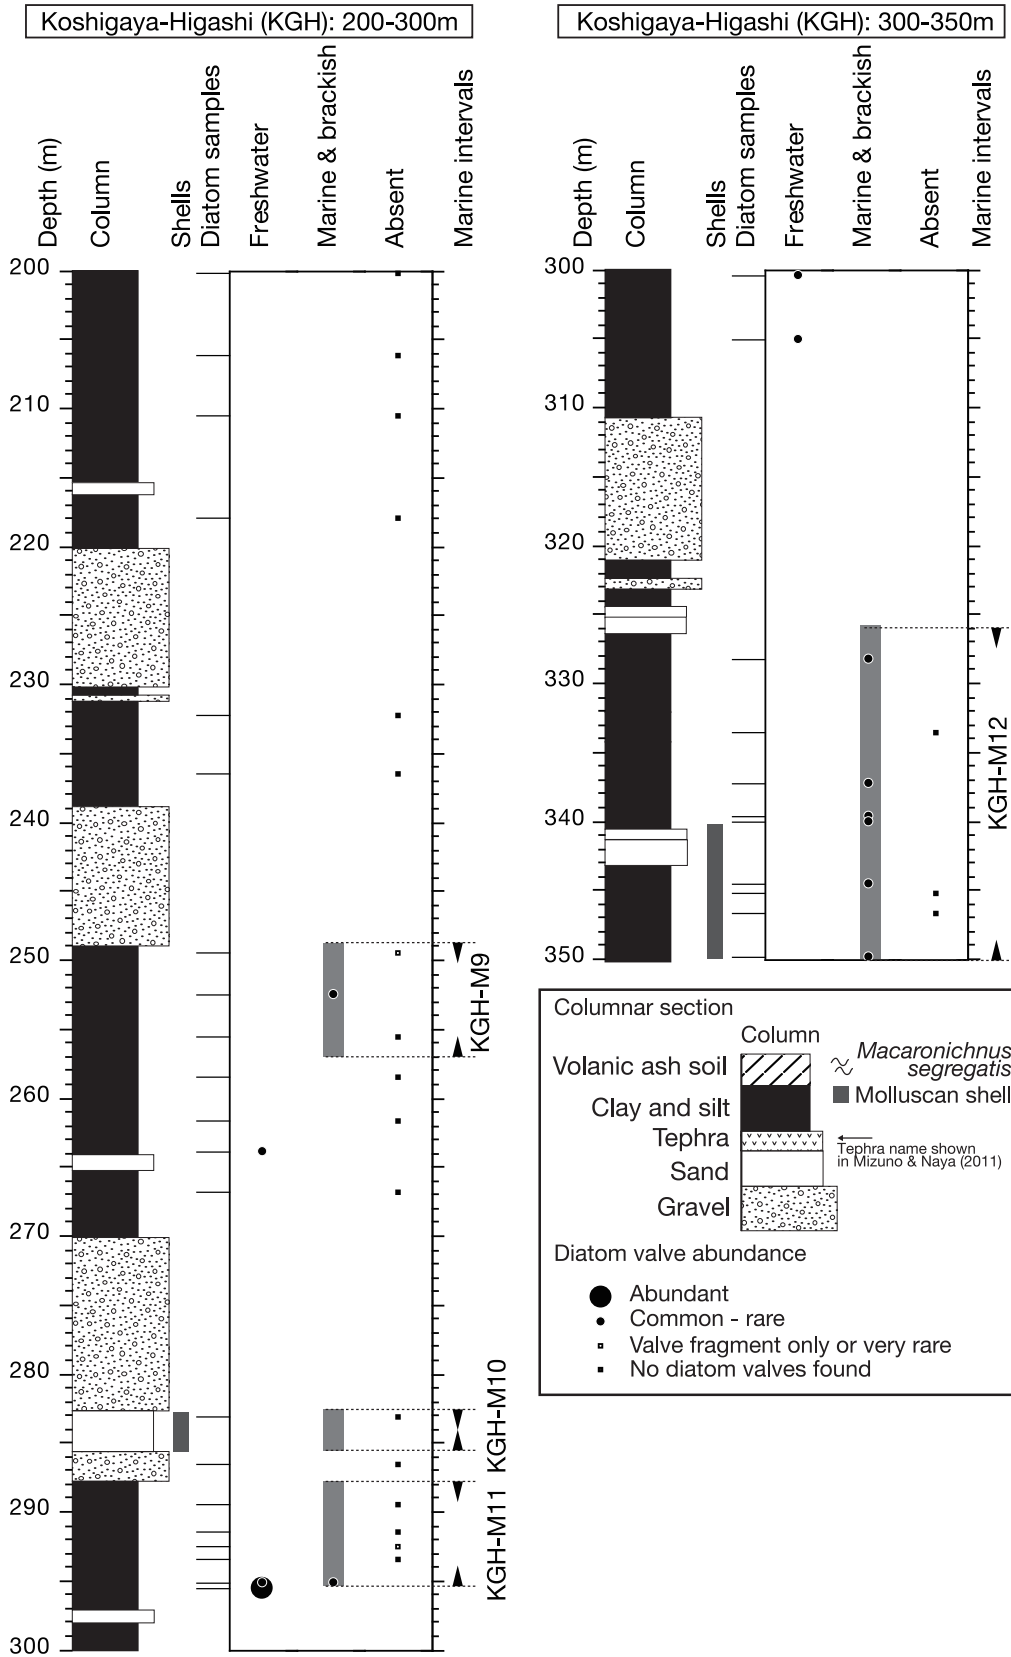 Koshigaya-Higashi (KGH): 200-300m
Depth (m)
Column
Shells
Diatom samples
Freshwater
Marine & brackish
Absent
Marine intervals
200
210
220
230
240
250
260
270
280
290
300
KGH-M9
KGH-M10
KGH-M11
Koshigaya-Higashi (KGH): 300-350m
Depth (m)
Column
Shells
Diatom samples
Freshwater
Marine & brackish
Absent
Marine intervals
300
310
320
330
340
350
KGH-M12
Columnar section
Column
Volanic ash soil
Clay and silt
Tephra
Sand
Gravel
Macaronichnus
segregatis
Molluscan shell
Tephra name shown
in Mizuno & Naya (2011)
Diatom valve abundance
Abundant
Common - rare
Valve fragment only or very rare
No diatom valves found